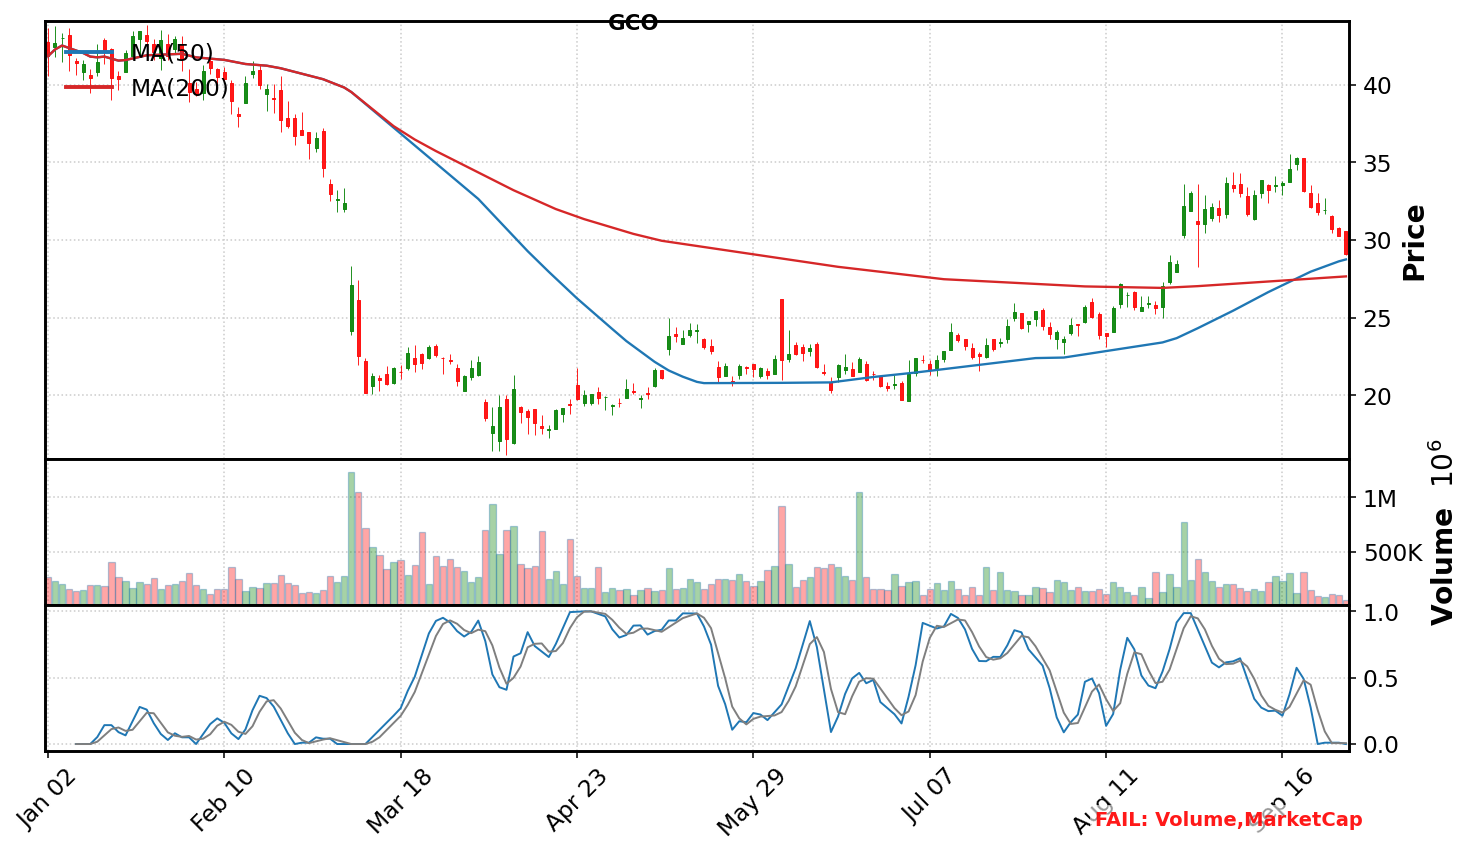 GCO
MA(50)
MA(200)
40
35
30
25
20
Price
1M
500K
Volume 10^6
1.0
0.5
0.0
Jan 02
Feb 10
Mar 18
Apr 23
May 29
Jul 07
Aug 11
Sep 16
FAIL: Volume,MarketCap